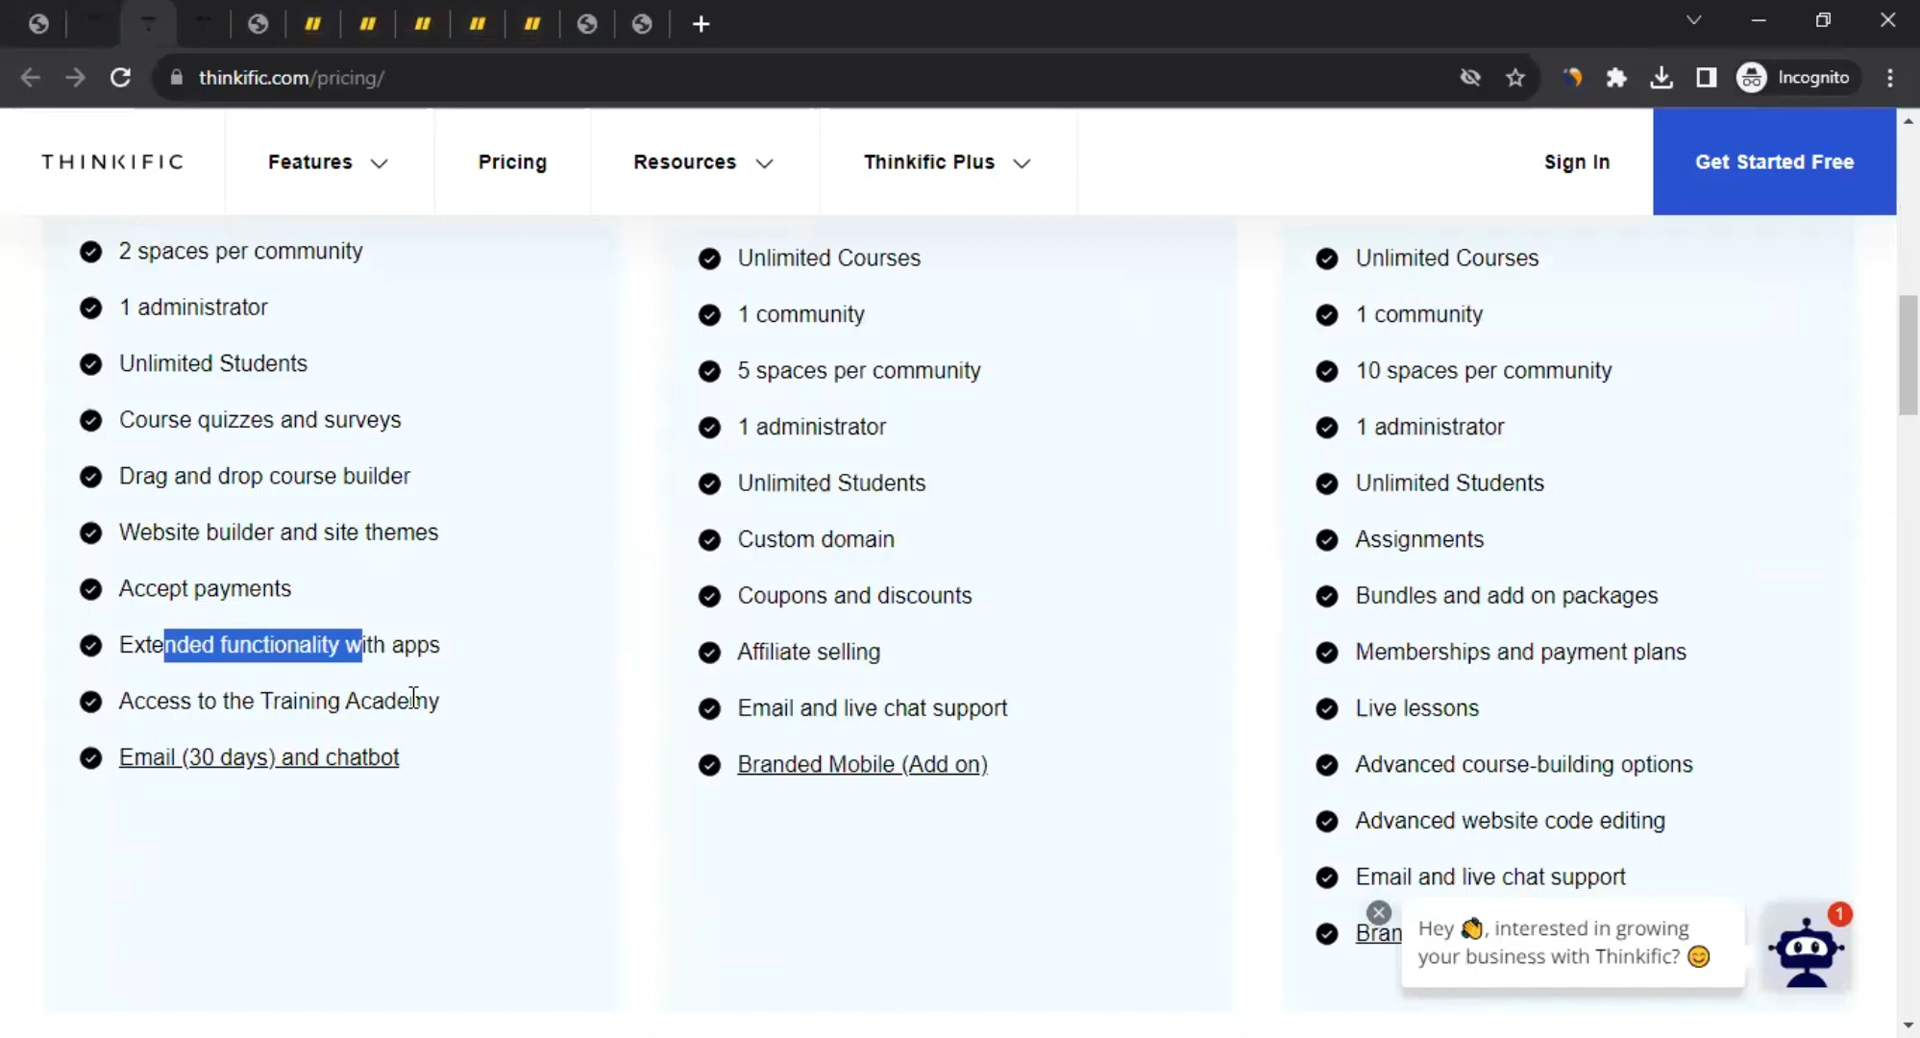 thinkific.com/pricing/
Incognito
THINKIFIC
Features
Pricing
Resources
Thinkific Plus
Sign In
Get Started Free
2 spaces per community
1 administrator
Unlimited Students
Course quizzes and surveys
Drag and drop course builder
Website builder and site themes
Accept payments
Extended functionality with apps
Access to the Training Academy
Email (30 days) and chatbot
Unlimited Courses
1 community
5 spaces per community
1 administrator
Unlimited Students
Custom domain
Coupons and discounts
Affiliate selling
Email and live chat support
Branded Mobile (Add on)
Unlimited Courses
1 community
10 spaces per community
1 administrator
Unlimited Students
Assignments
Bundles and add on packages
Memberships and payment plans
Live lessons
Advanced course-building options
Advanced website code editing
Email and live chat support
Bran
Hey 👏, interested in growing
your business with Thinkific? 😊
1